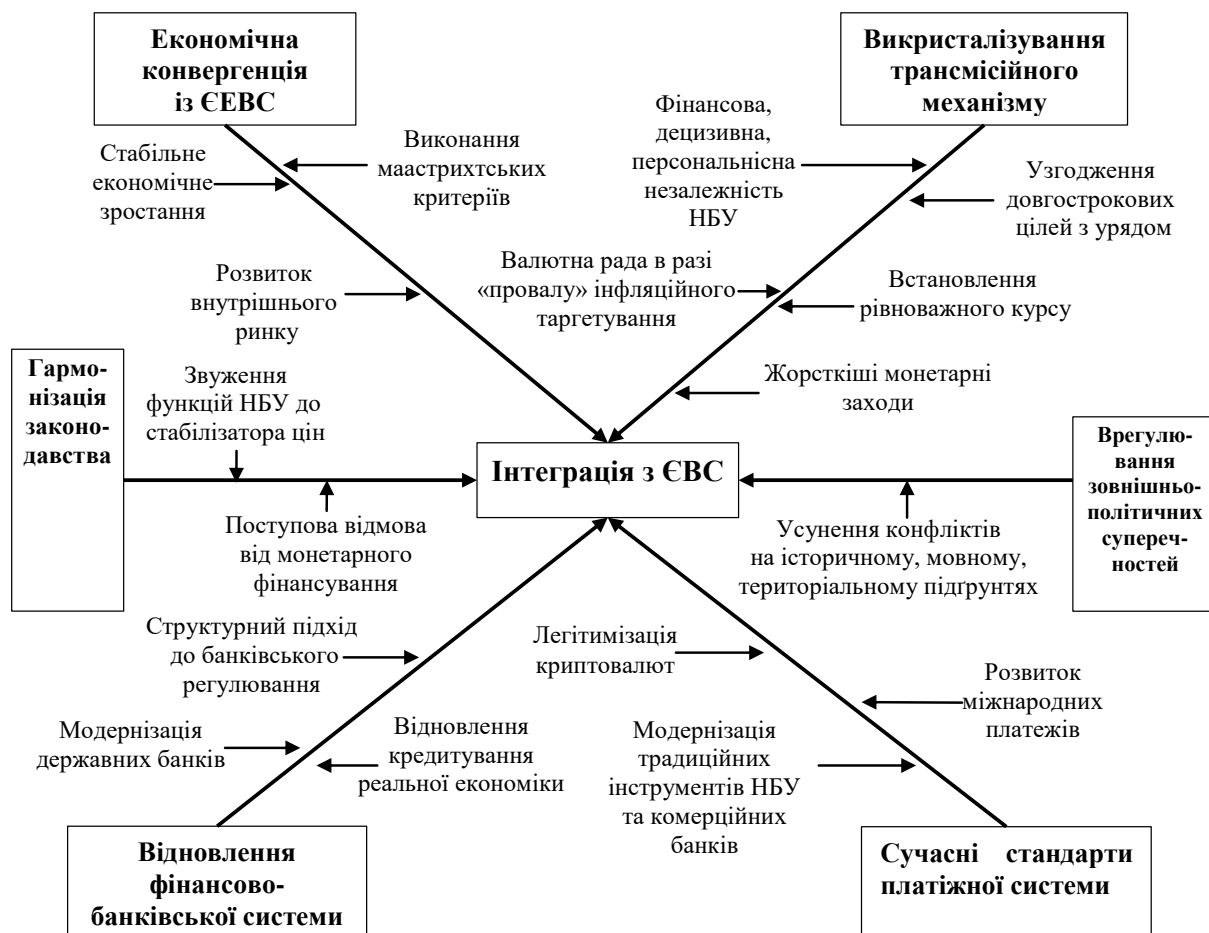 Економічна
конвергенція
із ЄЕВС
Викристалізування
трансмісійного
механізму
Стабільне
економічне
зростання
Виконання
маастрихтських
критеріїв
Фінансова,
децизивна,
персональнісна
незалежність
НБУ
Узгодження
довгострокових
цілей з урядом
Розвиток
внутрішнього
ринку
Валютна рада в разі
«провалу» інфляційного
таргетування
Встановлення
рівноважного курсу
Жорсткіші монетарні
заходи
Гармо-
нізація
законо-
давства
Звуження
функцій НБУ до
стабілізатора цін
Поступова відмова
від монетарного
фінансування
Інтеграція з ЄВС
Врегулю-
вання
зовнішньо-
політичних
супереч-
ностей
Усунення конфліктів
на історичному, мовному,
територіальному підґрунтях
Структурний підхід
до банківського
регулювання
Модернізація
державних банків
Відновлення
кредитування
реальної економіки
Легітимізація
криптовалют
Розвиток
міжнародних
платежів
Модернізація
традиційних
інструментів НБУ
та комерційних
банків
Відновлення
фінансово-
банківської системи
Сучасні стандарти
платіжної системи